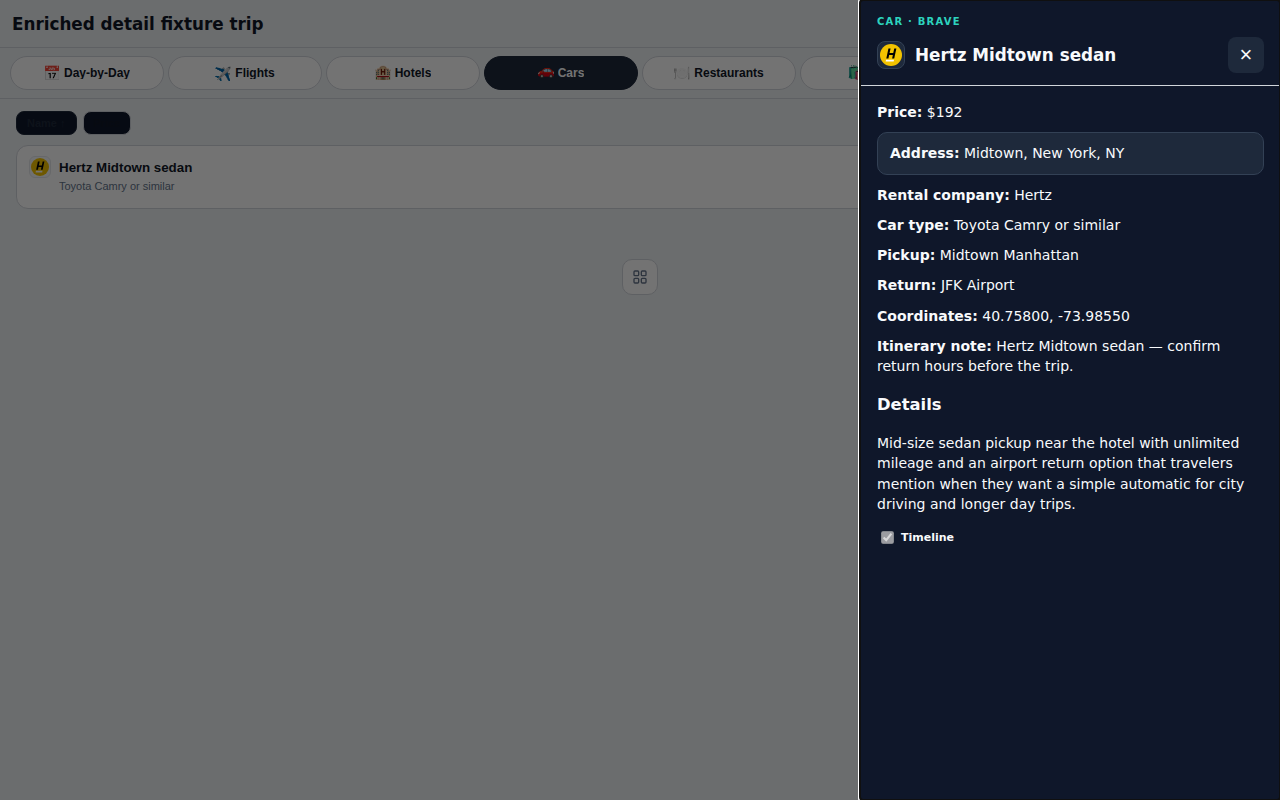 Enriched detail fixture trip
📅 Day-by-Day
✈️ Flights
🏨 Hotels
🚗 Cars
🍽️ Restaurants
Hertz Midtown sedan
Toyota Camry or similar
CAR · BRAVE
Hertz Midtown sedan
✕
Price: $192
Address: Midtown, New York, NY
Rental company: Hertz
Car type: Toyota Camry or similar
Pickup: Midtown Manhattan
Return: JFK Airport
Coordinates: 40.75800, -73.98550
Itinerary note: Hertz Midtown sedan — confirm
return hours before the trip.
Details
Mid-size sedan pickup near the hotel with unlimited
mileage and an airport return option that travelers
mention when they want a simple automatic for city
driving and longer day trips.
Timeline